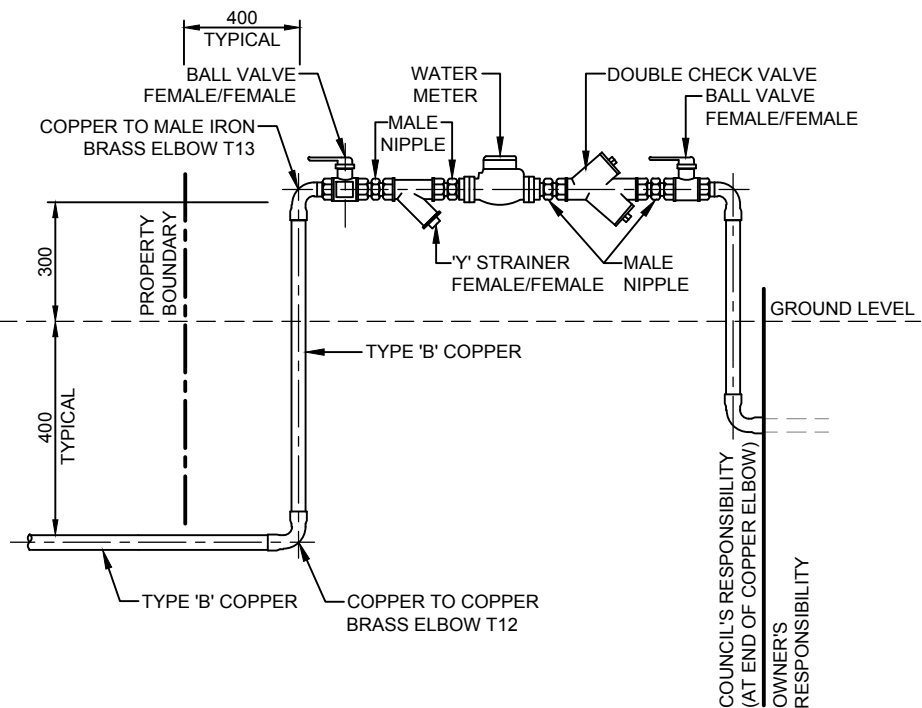 400
TYPICAL
BALL VALVE
FEMALE/FEMALE
WATER
METER
DOUBLE CHECK VALVE
BALL VALVE
FEMALE/FEMALE
COPPER TO MALE IRON
BRASS ELBOW T13
MALE
NIPPLE
300
PROPERTY
BOUNDARY
'Y' STRAINER
FEMALE/FEMALE
MALE
NIPPLE
GROUND LEVEL
TYPE 'B' COPPER
400
TYPICAL
TYPE 'B' COPPER
COPPER TO COPPER
BRASS ELBOW T12
COUNCIL'S RESPONSIBILITY
(AT END OF COPPER ELBOW)
OWNER'S
RESPONSIBILITY